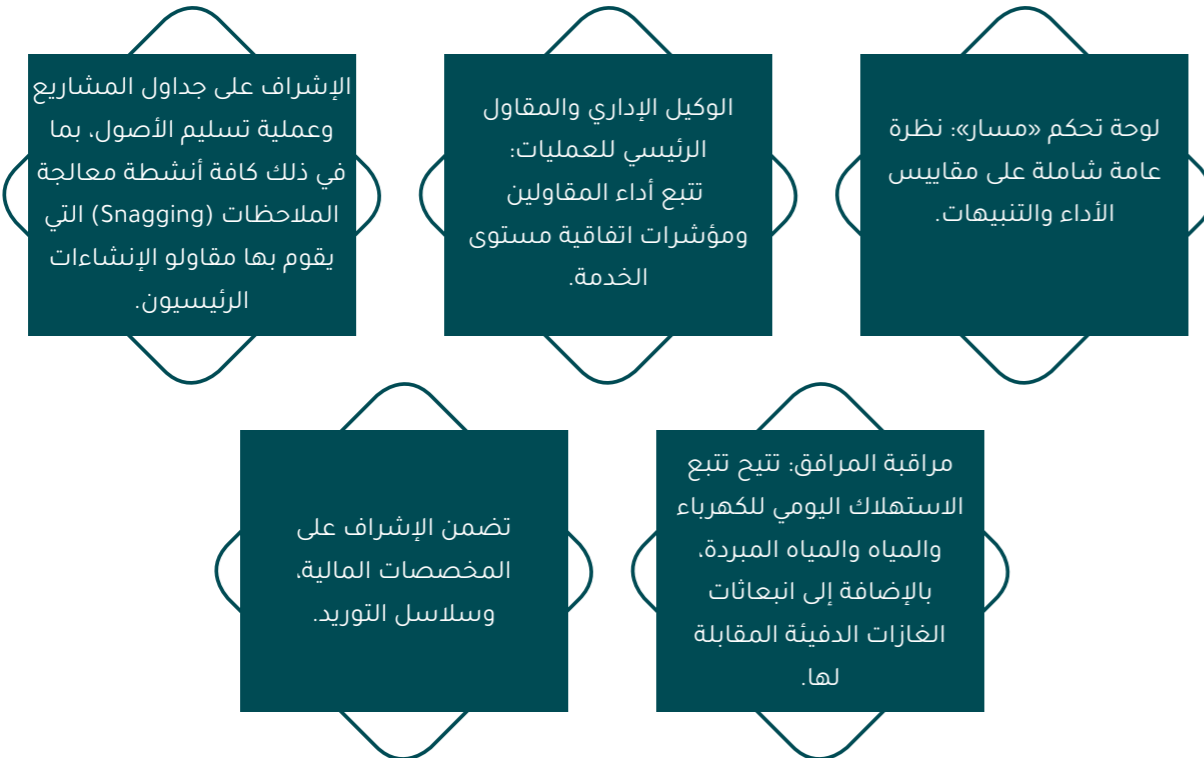 لوحة تحكم «مسار»: نظرة
عامة شاملة على مقاييس
الأداء والتنبيهات.
الوكيل الإداري والمقاول
الرئيسي للعمليات:
تتبع أداء المقاولين
ومؤشرات اتفاقية مستوى
الخدمة.
الإشراف على جداول المشاريع
وعملية تسليم الأصول، بما
في ذلك كافة أنشطة معالجة
الملاحظات (Snagging) التي
يقوم بها مقاولو الإنشاءات
الرئيسيون.
مراقبة المرافق: تتيح تتبع
الاستهلاك اليومي للكهرباء
والمياه والمياه المبردة،
بالإضافة إلى انبعاثات
الغازات الدفيئة المقابلة
لها.
تضمن الإشراف على
المخصصات المالية،
وسلاسل التوريد.